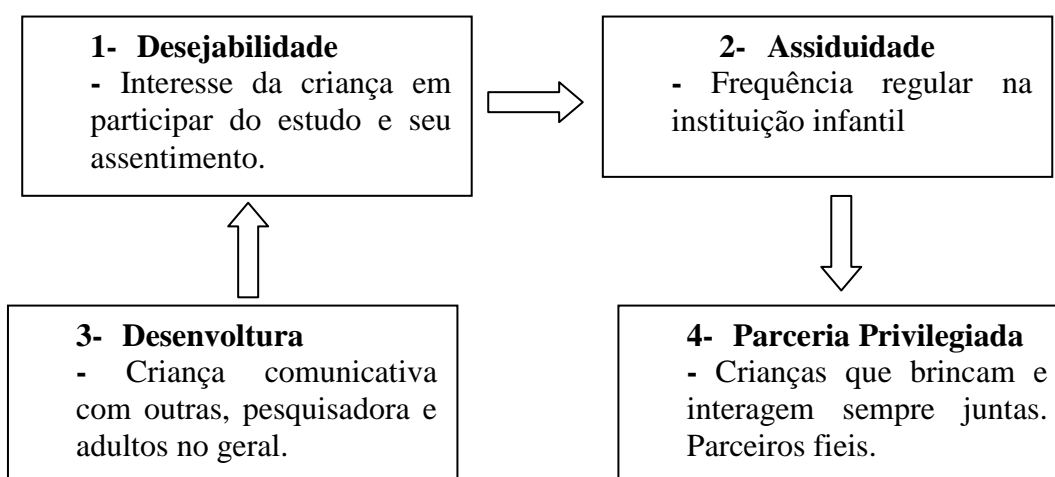 1- Desejabilidade
- Interesse da criança em
participar do estudo e seu
assentimento.
2- Assiduidade
- Frequência regular na
instituição infantil
3- Desenvoltura
- Criança comunicativa
com outras, pesquisadora e
adultos no geral.
4- Parceria Privilegiada
- Crianças que brincam e
interagem sempre juntas.
Parceiros fieis.